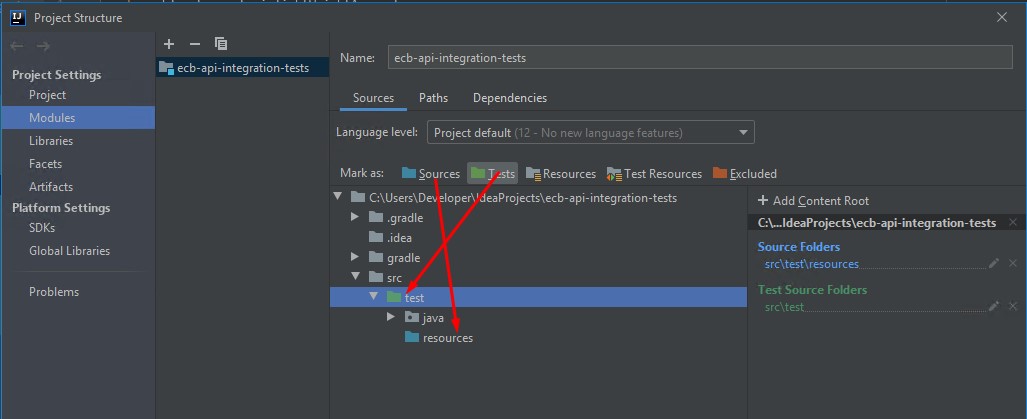 Project Structure
Project Settings
Project
Modules
Libraries
Facets
Artifacts
Platform Settings
SDKs
Global Libraries
Problems
ecb-api-integration-tests
Name: ecb-api-integration-tests
Sources Paths Dependencies
Language level: Project default (12 - No new language features)
Mark as: Sources Tests Resources Test Resources Excluded
C:\Users\Developer\IdeaProjects\ecb-api-integration-tests
.gradle
.idea
gradle
src
test
java
resources
+ Add Content Root
C:\...IdeaProjects\ecb-api-integration-tests
Source Folders
src\test\resources
Test Source Folders
src\test